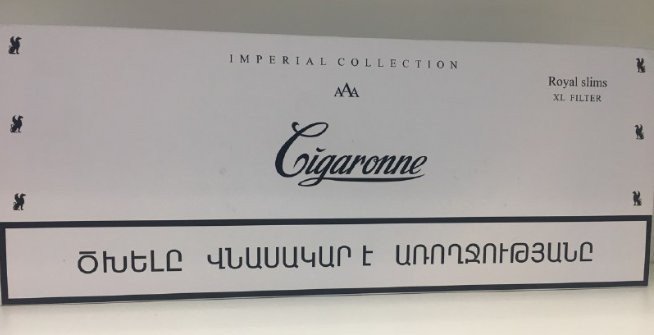 IMPERIAL COLLECTION
AAA
Royal slims
XL FILTER
Cigaronne
ԾԽԵԼԸ ՎՆԱՍԱԿԱՐ Է ԱՌՈՂՋՈՒԹՅԱՆԸ